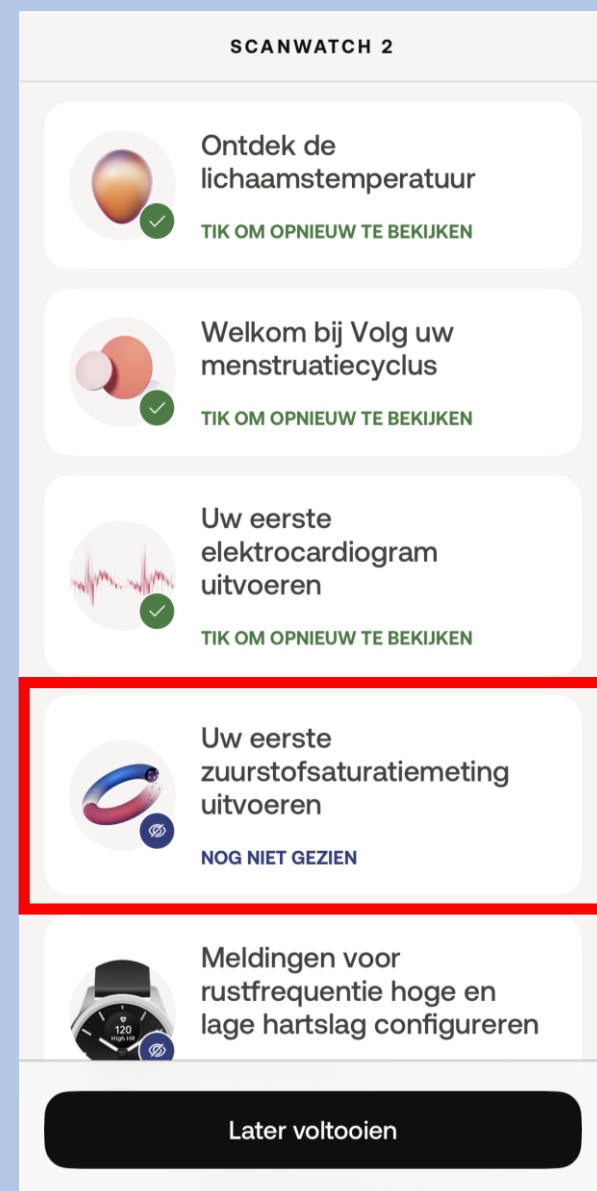 SCANWATCH 2
Ontdek de
lichaamstemperatuur
TIK OM OPNIEUW TE BEKIJKEN
Welkom bij Volg uw
menstruatiecyclus
TIK OM OPNIEUW TE BEKIJKEN
Uw eerste
elektrocardiogram
uitvoeren
TIK OM OPNIEUW TE BEKIJKEN
Uw eerste
zuurstofsaturatiemeting
uitvoeren
NOG NIET GEZIEN
Meldingen voor
rustfrequentie hoge en
lage hartslag configureren
120
High HR
Later voltooien